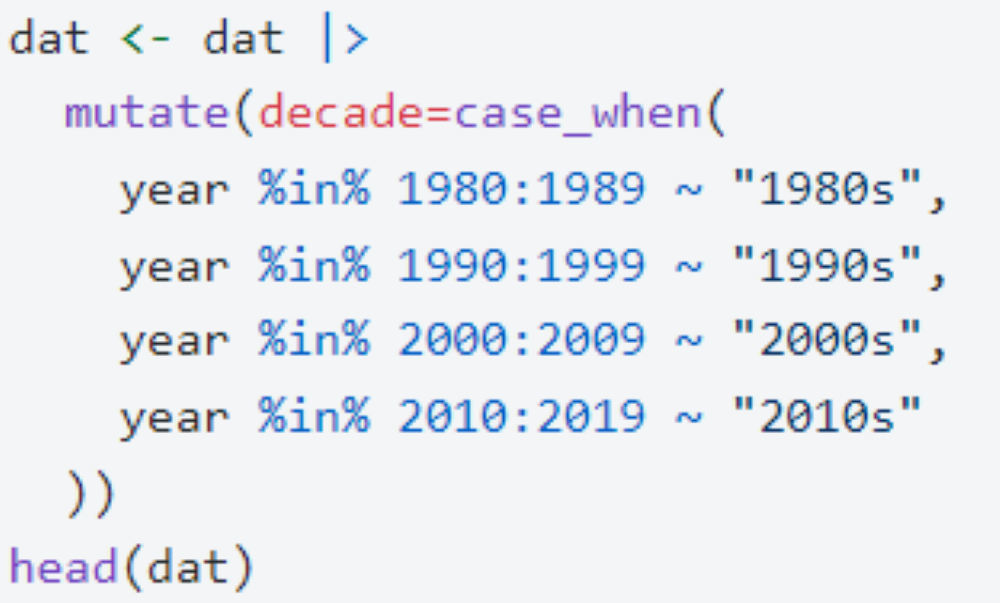 dat <- dat |>
  mutate(decade=case_when(
    year %in% 1980:1989 ~ "1980s",
    year %in% 1990:1999 ~ "1990s",
    year %in% 2000:2009 ~ "2000s",
    year %in% 2010:2019 ~ "2010s"
  ))
head(dat)